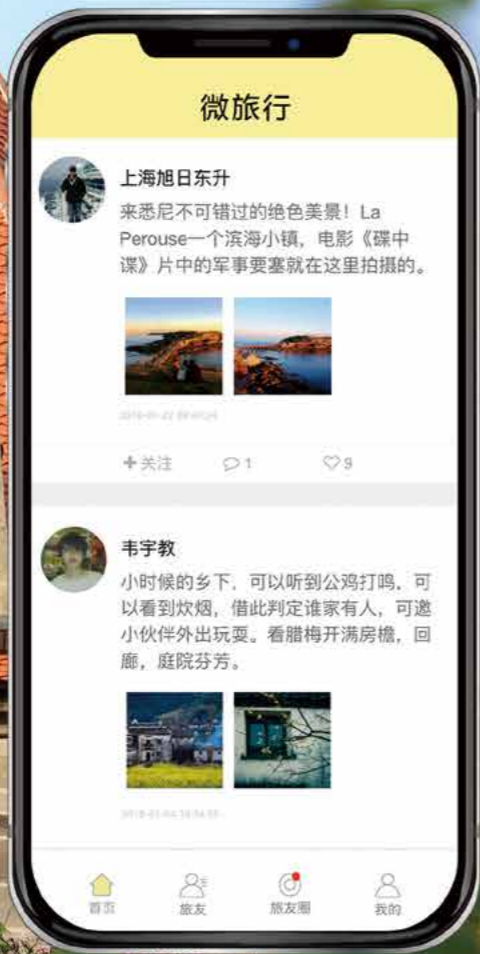 微旅行
上海旭日东升
来悉尼不可错过的绝色美景！La
Perouse一个滨海小镇，电影《碟中
谍》片中的军事要塞就在这里拍摄的。
✚关注 1 9
韦宇教
小时候的乡下，可以听到公鸡打鸣，可
以看到炊烟，借此判定谁家有人，可邀
小伙伴外出玩耍。看腊梅开满房檐，回
廊，庭院芬芳。
首页 旅友 旅友圈 我的